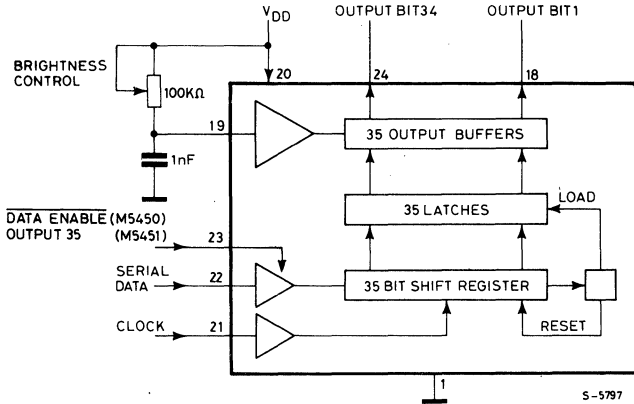 V DD
OUTPUT BIT34
OUTPUT BIT1
BRIGHTNESS
CONTROL
100KΩ
20
24
18
19
35 OUTPUT BUFFERS
1nF
LOAD
DATA ENABLE (M5450)
OUTPUT 35 (M5451)
35 LATCHES
23
SERIAL
DATA
22
35 BIT SHIFT REGISTER
CLOCK
21
RESET
1
S-5797